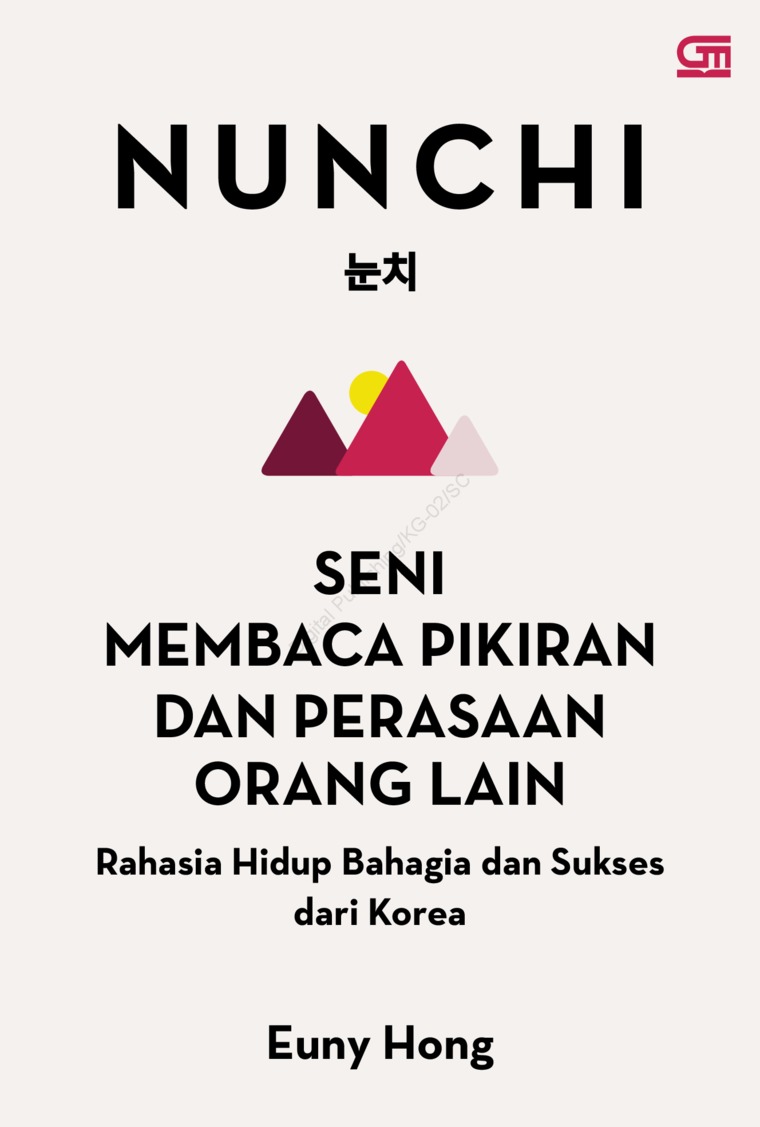 GM
NUNCHI
눈치
SENI
MEMBACA PIKIRAN
DAN PERASAAN
ORANG LAIN
Rahasia Hidup Bahagia dan Sukses
dari Korea
Euny Hong